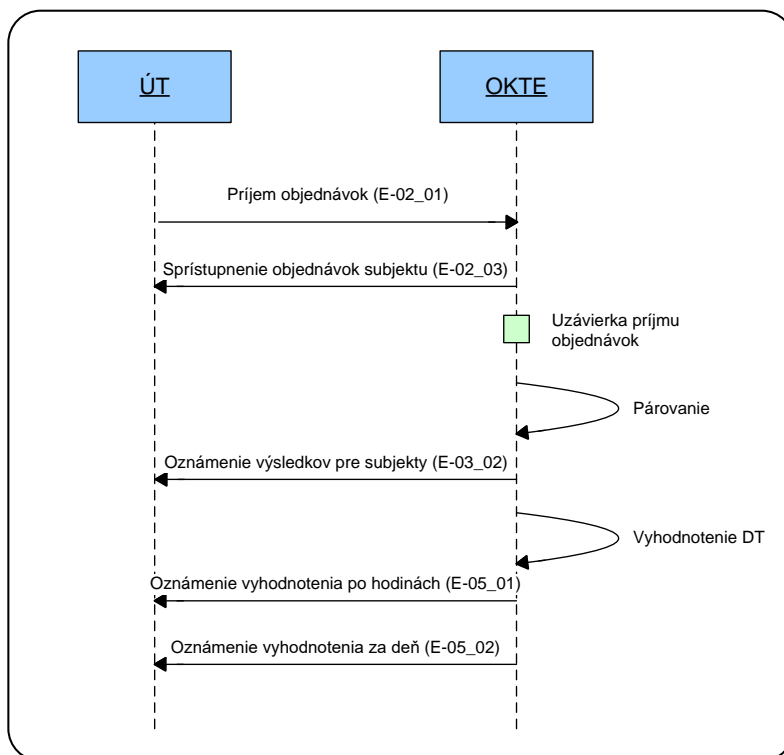 ÚT
OKTE
Príjem objednávok (E-02_01)
Sprístupnenie objednávok subjektu (E-02_03)
Uzávierka príjmu
objednávok
Párovanie
Oznámenie výsledkov pre subjekty (E-03_02)
Vyhodnotenie DT
Oznámenie vyhodnotenia po hodinách (E-05_01)
Oznámenie vyhodnotenia za deň (E-05_02)